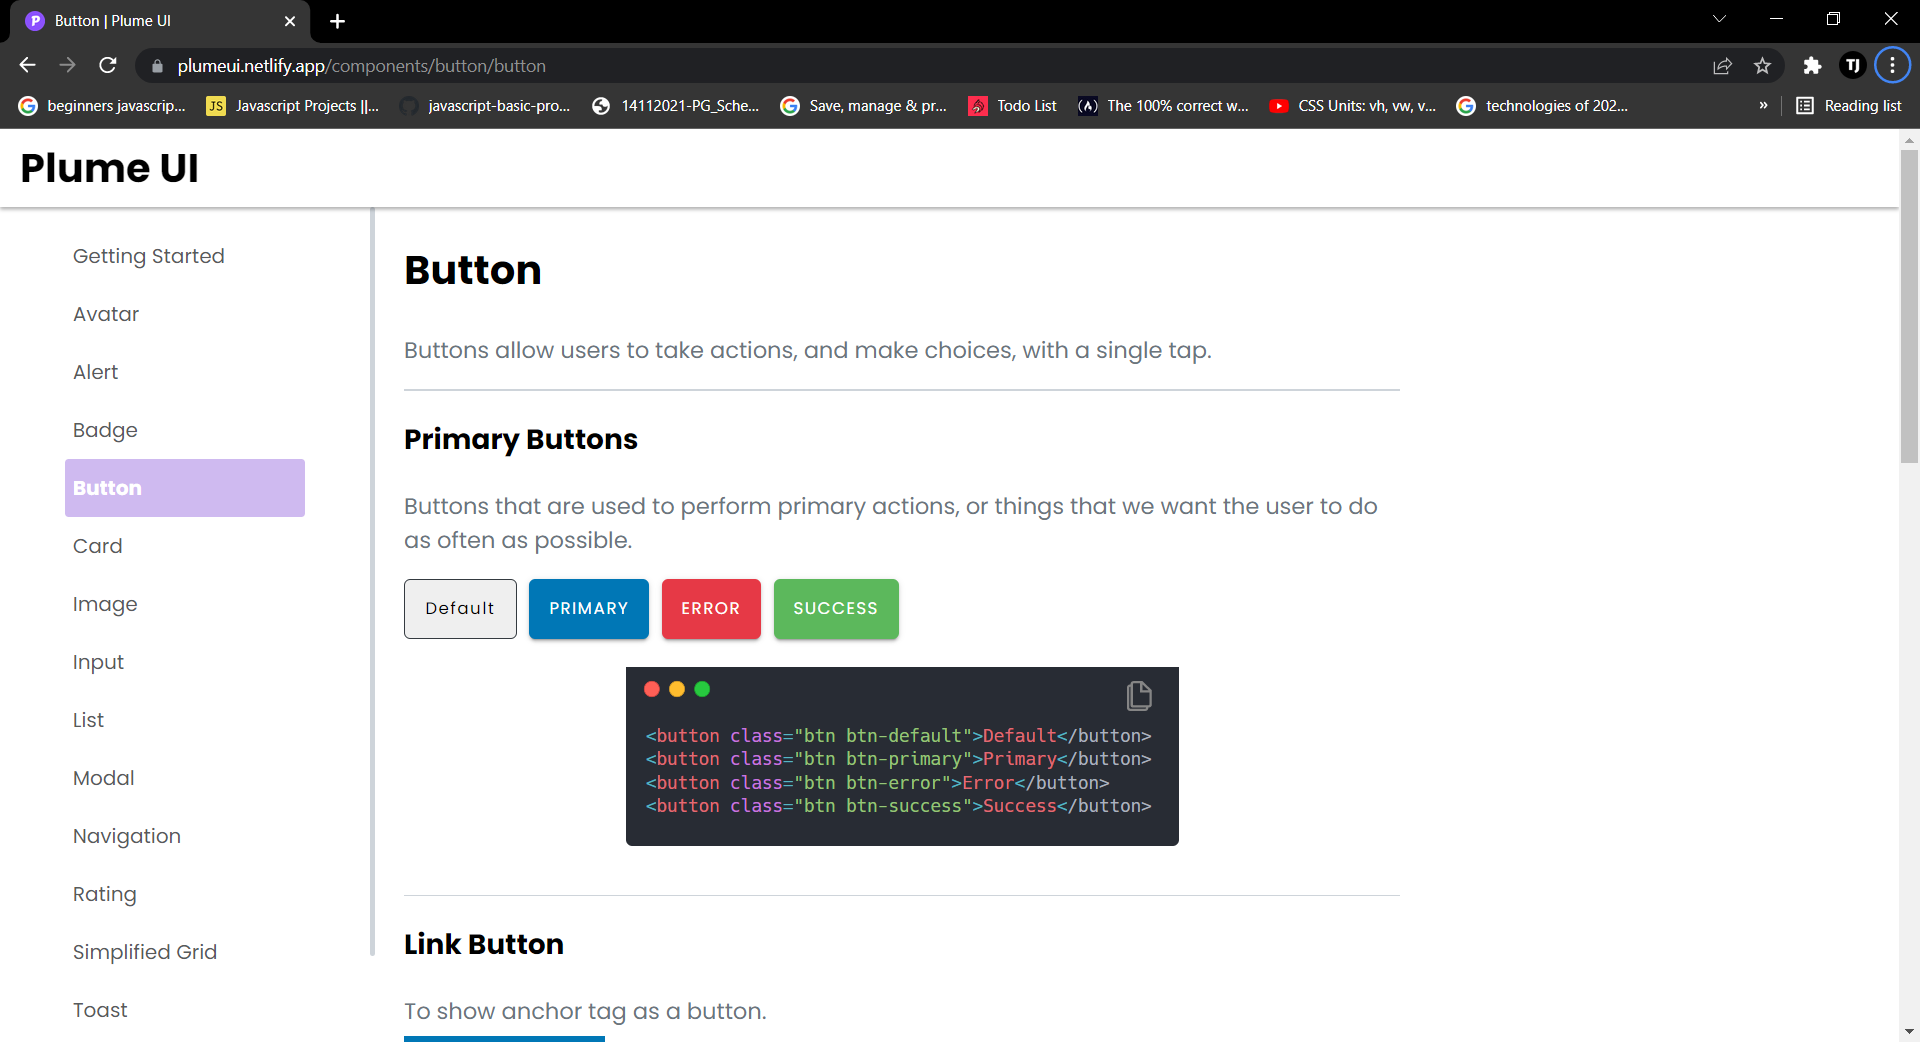 Button | Plume UI
plumeui.netlify.app/components/button/button
TJ
beginners javascrip...
JS
Javascript Projects ||...
javascript-basic-pro...
14112021-PG_Sche...
Save, manage & pr...
Todo List
The 100% correct w...
CSS Units: vh, vw, v...
technologies of 202...
»
Reading list
Plume UI
Getting Started
Avatar
Alert
Badge
Button
Card
Image
Input
List
Modal
Navigation
Rating
Simplified Grid
Toast
Button
Buttons allow users to take actions, and make choices, with a single tap.
Primary Buttons
Buttons that are used to perform primary actions, or things that we want the user to do
as often as possible.
Default
PRIMARY
ERROR
SUCCESS
<button class="btn btn-default">Default</button>
<button class="btn btn-primary">Primary</button>
<button class="btn btn-error">Error</button>
<button class="btn btn-success">Success</button>
Link Button
To show anchor tag as a button.